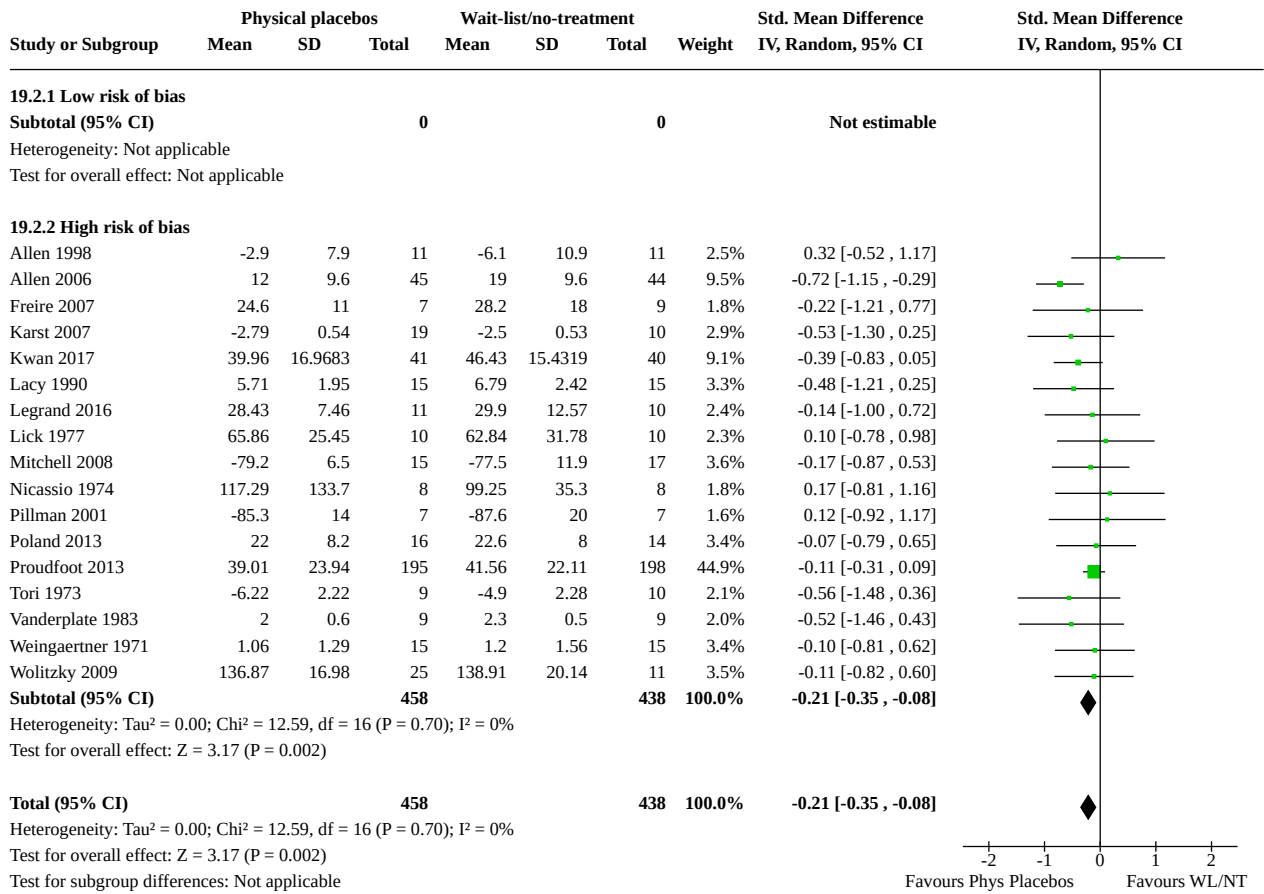 Physical placebos Wait-list/no-treatment Std. Mean Difference Std. Mean Difference
Study or Subgroup Mean SD Total Mean SD Total Weight IV, Random, 95% CI IV, Random, 95% CI
19.2.1 Low risk of bias
Subtotal (95% CI) 0 0 Not estimable
Heterogeneity: Not applicable
Test for overall effect: Not applicable
19.2.2 High risk of bias
Allen 1998 -2.9 7.9 11 -6.1 10.9 11 2.5% 0.32 [-0.52 , 1.17]
Allen 2006 12 9.6 45 19 9.6 44 9.5% -0.72 [-1.15 , -0.29]
Freire 2007 24.6 11 7 28.2 18 9 1.8% -0.22 [-1.21 , 0.77]
Karst 2007 -2.79 0.54 19 -2.5 0.53 10 2.9% -0.53 [-1.30 , 0.25]
Kwan 2017 39.96 16.9683 41 46.43 15.4319 40 9.1% -0.39 [-0.83 , 0.05]
Lacy 1990 5.71 1.95 15 6.79 2.42 15 3.3% -0.48 [-1.21 , 0.25]
Legrand 2016 28.43 7.46 11 29.9 12.57 10 2.4% -0.14 [-1.00 , 0.72]
Lick 1977 65.86 25.45 10 62.84 31.78 10 2.3% 0.10 [-0.78 , 0.98]
Mitchell 2008 -79.2 6.5 15 -77.5 11.9 17 3.6% -0.17 [-0.87 , 0.53]
Nicassio 1974 117.29 133.7 8 99.25 35.3 8 1.8% 0.17 [-0.81 , 1.16]
Pillman 2001 -85.3 14 7 -87.6 20 7 1.6% 0.12 [-0.92 , 1.17]
Poland 2013 22 8.2 16 22.6 8 14 3.4% -0.07 [-0.79 , 0.65]
Proudfoot 2013 39.01 23.94 195 41.56 22.11 198 44.9% -0.11 [-0.31 , 0.09]
Tori 1973 -6.22 2.22 9 -4.9 2.28 10 2.1% -0.56 [-1.48 , 0.36]
Vanderplate 1983 2 0.6 9 2.3 0.5 9 2.0% -0.52 [-1.46 , 0.43]
Weingaertner 1971 1.06 1.29 15 1.2 1.56 15 3.4% -0.10 [-0.81 , 0.62]
Wolitzky 2009 136.87 16.98 25 138.91 20.14 11 3.5% -0.11 [-0.82 , 0.60]
Subtotal (95% CI) 458 438 100.0% -0.21 [-0.35 , -0.08]
Heterogeneity: Tau² = 0.00; Chi² = 12.59, df = 16 (P = 0.70); I² = 0%
Test for overall effect: Z = 3.17 (P = 0.002)
Total (95% CI) 458 438 100.0% -0.21 [-0.35 , -0.08]
Heterogeneity: Tau² = 0.00; Chi² = 12.59, df = 16 (P = 0.70); I² = 0%
Test for overall effect: Z = 3.17 (P = 0.002) -2 -1 0 1 2
Test for subgroup differences: Not applicable Favours Phys Placebos Favours WL/NT